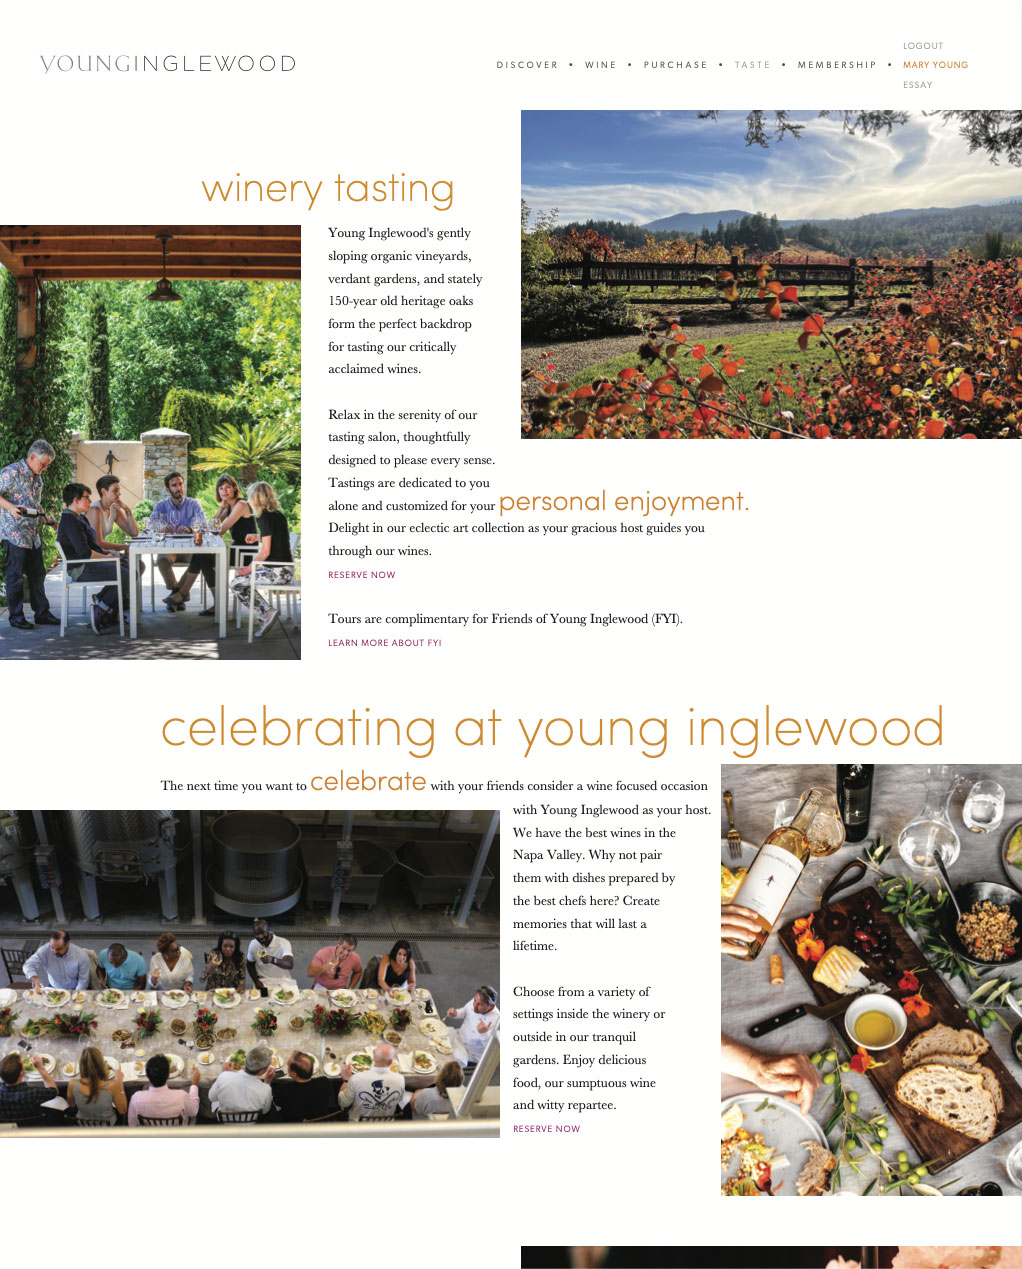 YOUNGINGLEWOOD
DISCOVER • WINE • PURCHASE • TASTE • MEMBERSHIP •
LOGOUT
MARY YOUNG
ESSAY
winery tasting
Young Inglewood's gently
sloping organic vineyards,
verdant gardens, and stately
150-year old heritage oaks
form the perfect backdrop
for tasting our critically
acclaimed wines.
Relax in the serenity of our
tasting salon, thoughtfully
designed to please every sense.
Tastings are dedicated to you
alone and customized for your personal enjoyment.
Delight in our eclectic art collection as your gracious host guides you
through our wines.
RESERVE NOW
Tours are complimentary for Friends of Young Inglewood (FYI).
LEARN MORE ABOUT FYI
celebrating at young inglewood
The next time you want to celebrate with your friends consider a wine focused occasion
with Young Inglewood as your host.
We have the best wines in the
Napa Valley. Why not pair
them with dishes prepared by
the best chefs here? Create
memories that will last a
lifetime.
Choose from a variety of
settings inside the winery or
outside in our tranquil
gardens. Enjoy delicious
food, our sumptuous wine
and witty repartee.
RESERVE NOW